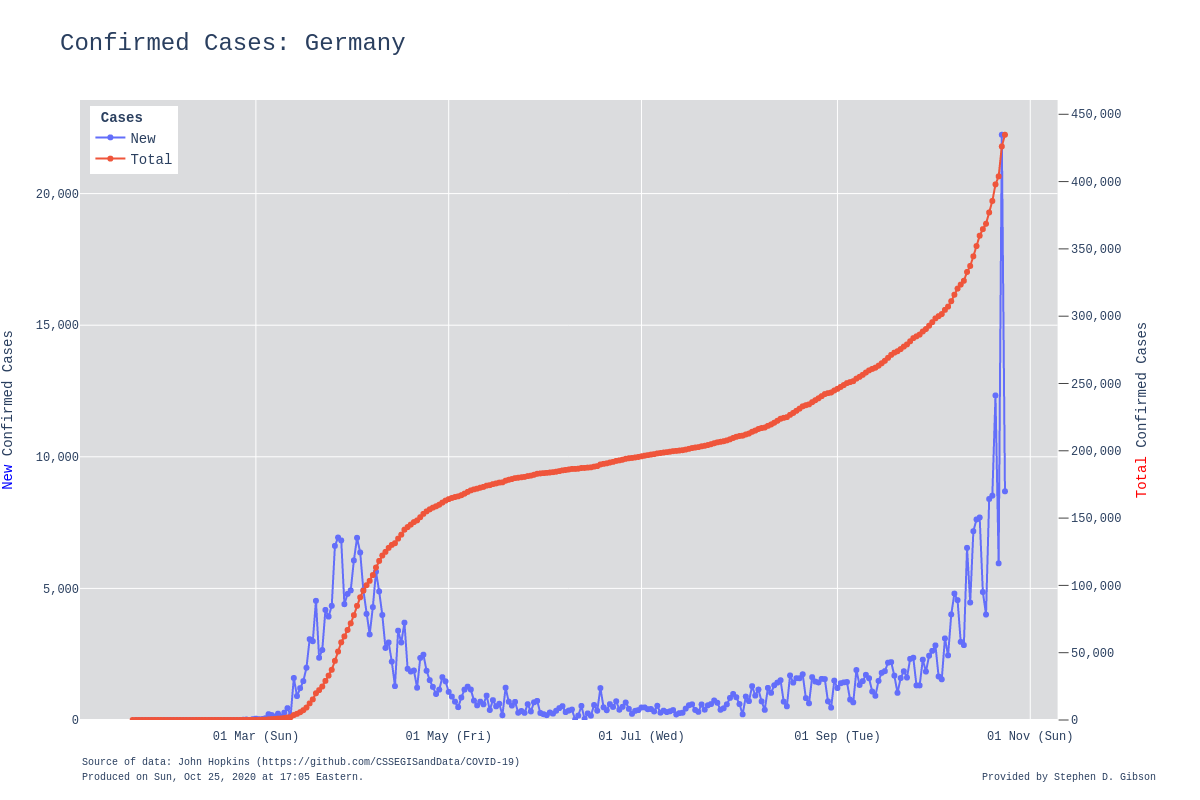 Confirmed Cases: Germany
Cases
New
Total
20,000
15,000
10,000
5,000
0
450,000
400,000
350,000
300,000
250,000
200,000
150,000
100,000
50,000
0
New Confirmed Cases
Total Confirmed Cases
01 Mar (Sun)
01 May (Fri)
01 Jul (Wed)
01 Sep (Tue)
01 Nov (Sun)
Source of data: John Hopkins (https://github.com/CSSEGISandData/COVID-19)
Produced on Sun, Oct 25, 2020 at 17:05 Eastern.
Provided by Stephen D. Gibson